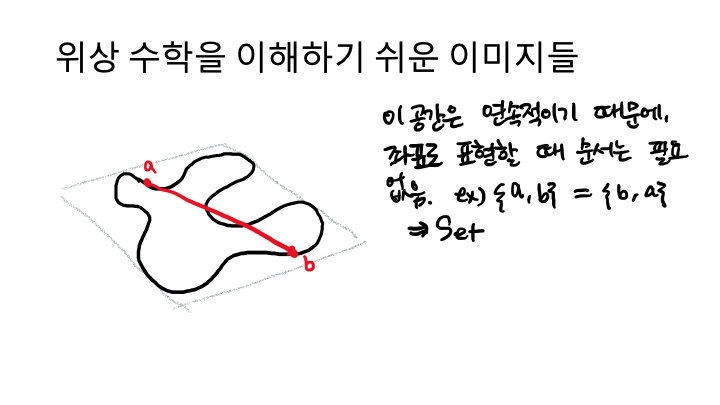 위상 수학을 이해하기 쉬운 이미지들
a
b
이 공간은 연속적이기 때문에,
좌표로 표현할 때 순서는 필요
없음. ex) {a, b} = {b, a}
⇒ Set